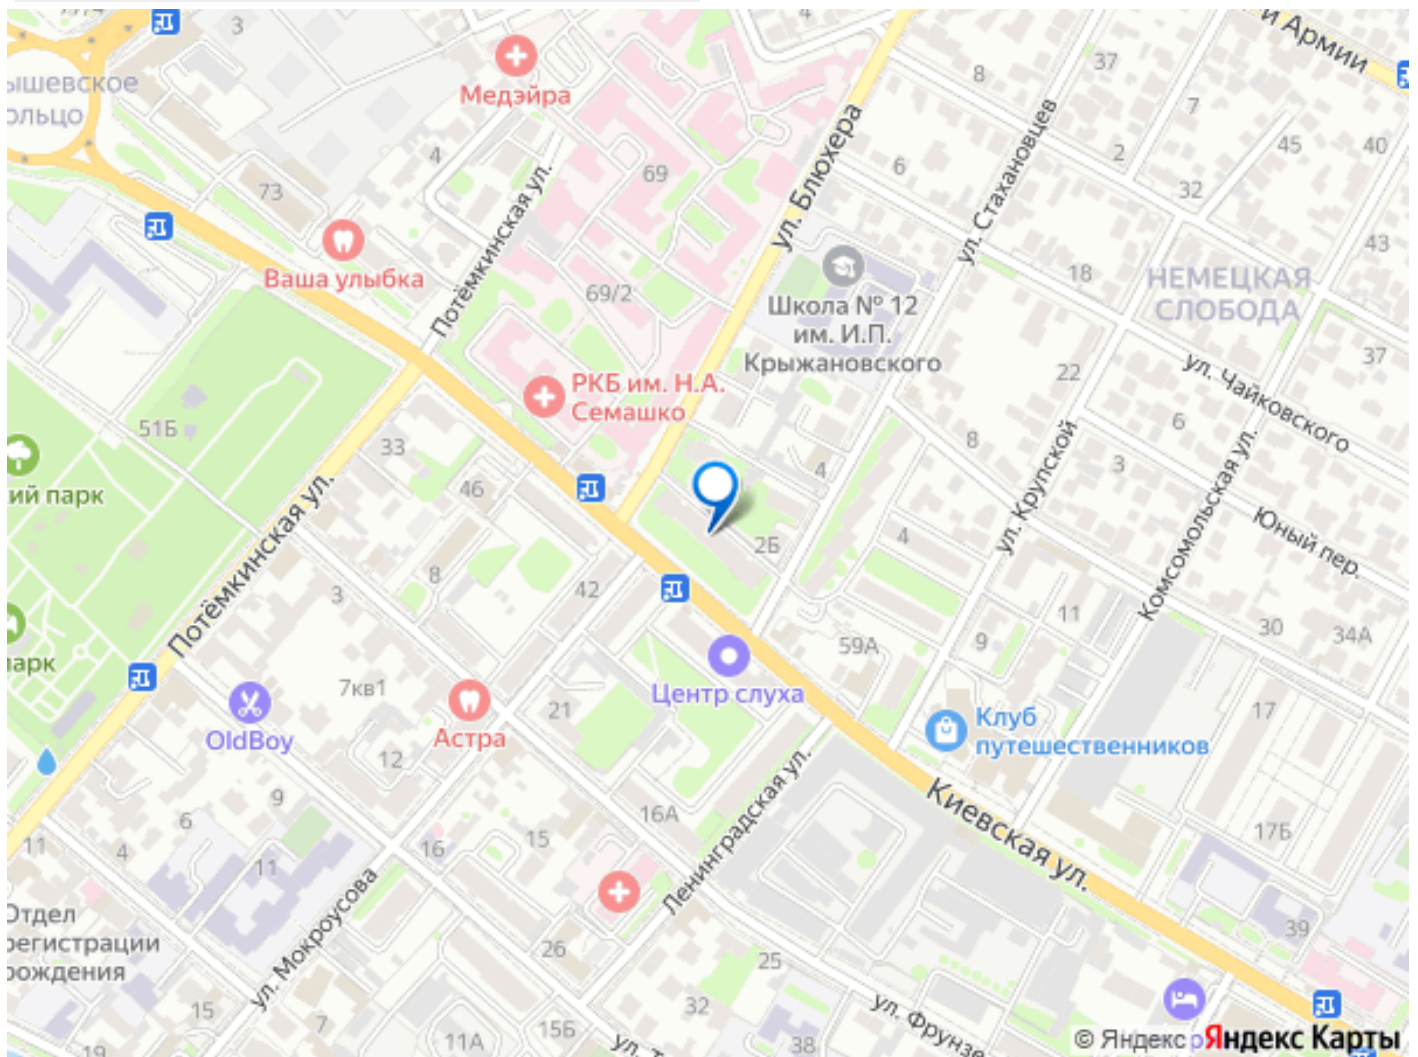 3
4
и Армии
37
8
Медэйра
ышевское
ольцо
7
ул. Блюхера
ул. Стахановцев
45
40
4
2
6
69
73
32
Потёмкинская ул.
43
Ваша улыбка
69/2
18
НЕМЕЦКАЯ
СЛОБОДА
Школа № 12
им. И.П.
Крыжановского
37
22
ул. Чайковского
РКБ им. Н.А.
Семашко
51Б
33
6
8
3
4
46
ий парк
ул. Крупской
Комсомольская ул.
Юный пер.
Потёмкинская ул.
2Б
4
8
42
3
11
30
34А
9
59А
парк
7кв1
Центр слуха
21
17
Клуб
путешественников
OldBoy
Астра
12
Киевская ул.
9
6
16А
15
17Б
11
4
16
11
Ленинградская ул.
Отдел
регистрации
рождения
ул. Мокроусова
39
26
25
15
7
32
ул. Фрунзе
15Б
11А
38
19
© Яндекс
Яндекс Карты